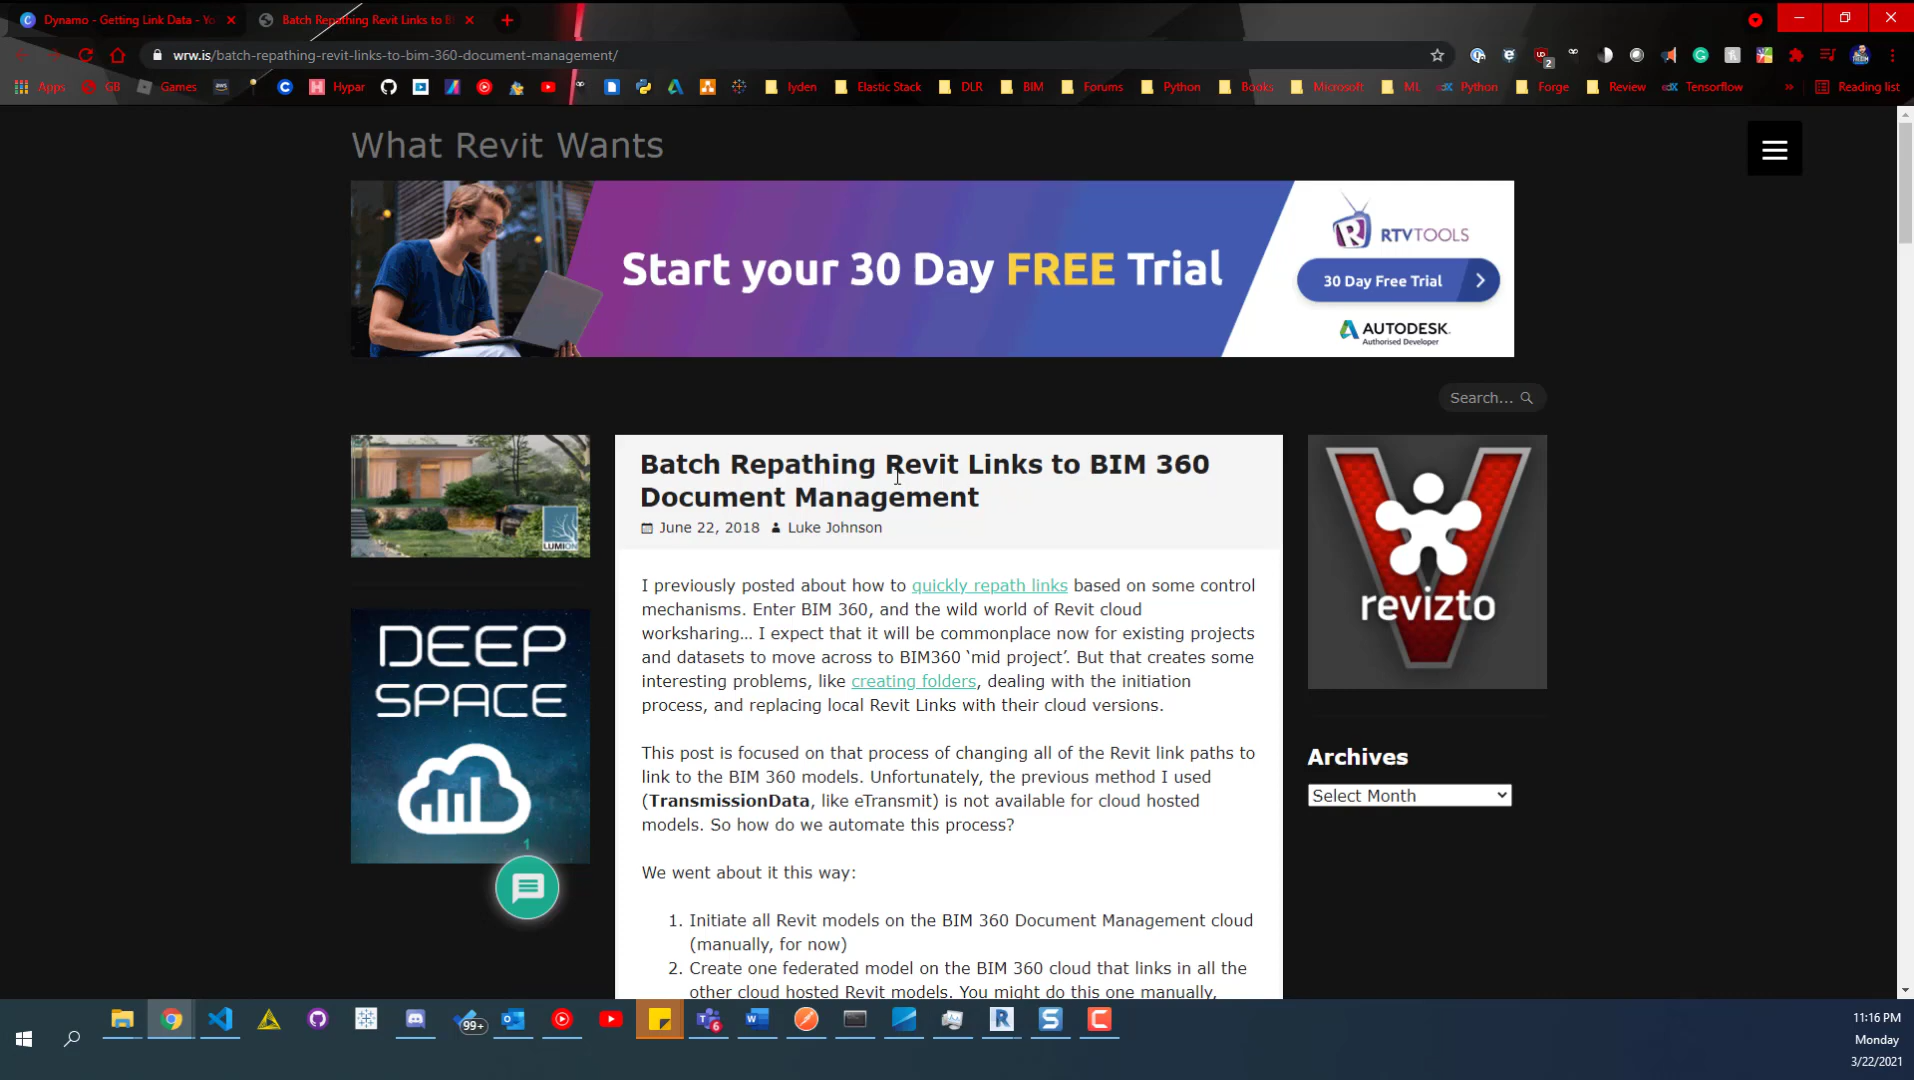 Dynamo - Getting Link Data - Yo
Batch Repathing Revit Links to B
wrw.is/batch-repathing-revit-links-to-bim-360-document-management/
2
Apps
GB
Games
aws
Hypar
Iyden
Elastic Stack
DLR
BIM
Forums
Python
Books
Microsoft
ML
Python
Forge
Review
Tensorflow
»
Reading list
What Revit Wants
Start your 30 Day FREE Trial
RTVTOOLS
30 Day Free Trial
AUTODESK.
Authorised Developer
Search...
LUMION
DEEP
SPACE
1
Batch Repathing Revit Links to BIM 360
Document Management
June 22, 2018 Luke Johnson
I previously posted about how to quickly repath links based on some control
mechanisms. Enter BIM 360, and the wild world of Revit cloud
worksharing… I expect that it will be commonplace now for existing projects
and datasets to move across to BIM360 ‘mid project’. But that creates some
interesting problems, like creating folders, dealing with the initiation
process, and replacing local Revit Links with their cloud versions.
This post is focused on that process of changing all of the Revit link paths to
link to the BIM 360 models. Unfortunately, the previous method I used
(TransmissionData, like eTransmit) is not available for cloud hosted
models. So how do we automate this process?
We went about it this way:
1. Initiate all Revit models on the BIM 360 Document Management cloud
(manually, for now)
2. Create one federated model on the BIM 360 cloud that links in all the
other cloud hosted Revit models. You might do this one manually,
revizto
Archives
Select Month
99+
6
11:16 PM
Monday
3/22/2021